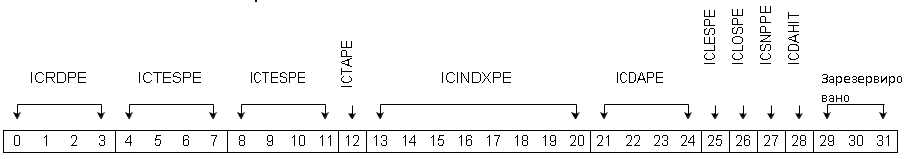 ICLESPE
ICLOSPE
ICSNPPE
ICDAHIT
ICTAPE
ICRDPE ICTESPE ICTESPE ICINDXPE ICDAPE Зарезервиро
вано
0 1 2 3 4 5 6 7 8 9 10 11 12 13 14 15 16 17 18 19 20 21 22 23 24 25 26 27 28 29 30 31